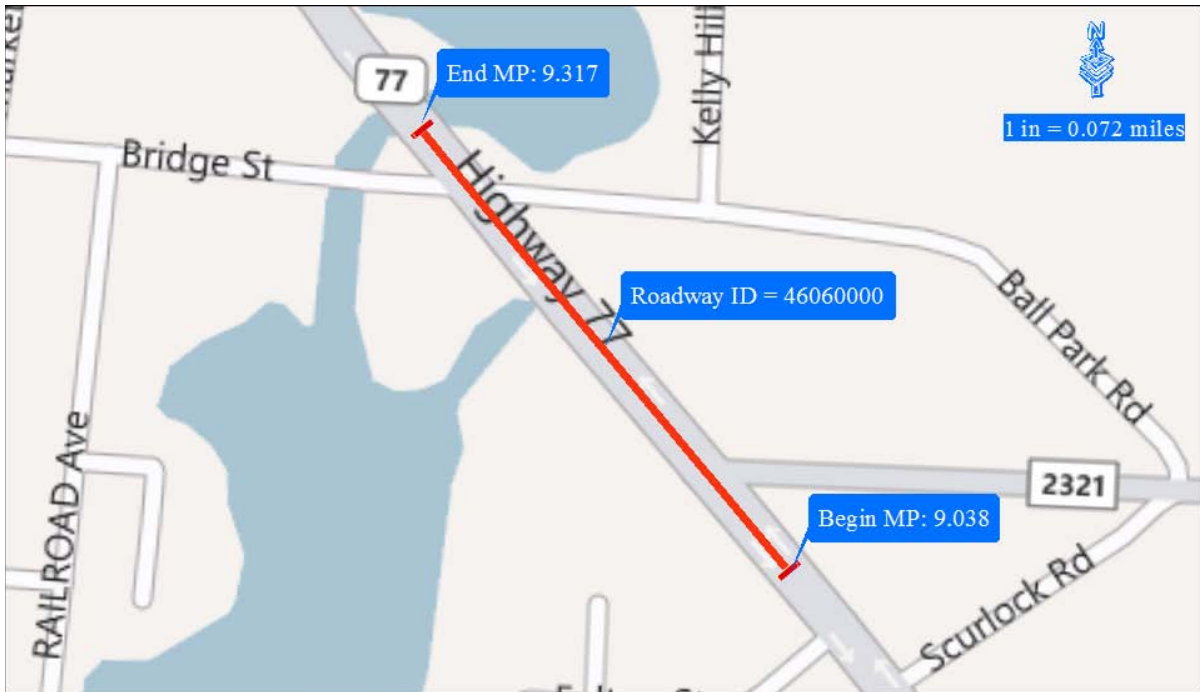 77
End MP: 9.317
Kelly Hill
N
1 in = 0.072 miles
Bridge St
Highway 77
Roadway ID = 46060000
Ball Park Rd
RAILROAD Ave
2321
Begin MP: 9.038
Scurlock Rd